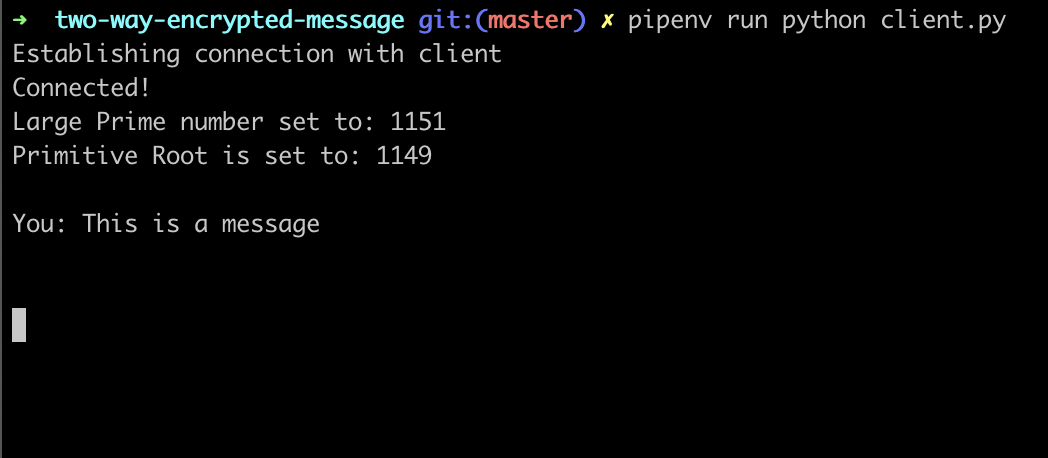 ➜  two-way-encrypted-message git:(master) ✗ pipenv run python client.py
Establishing connection with client
Connected!
Large Prime number set to: 1151
Primitive Root is set to: 1149
You: This is a message